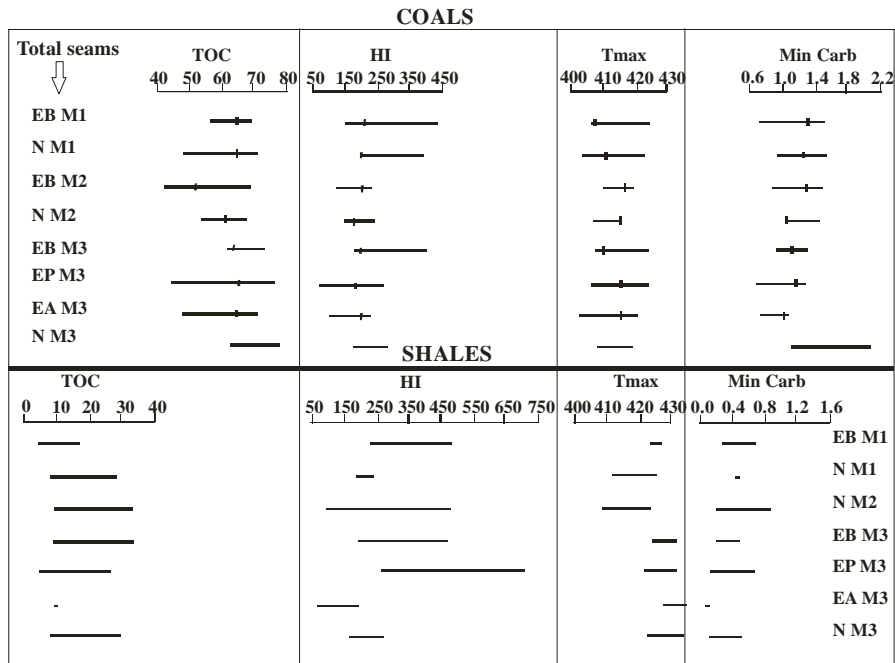 COALS
Total seams TOC HI Tmax Min Carb
40 50 60 70 80 50 150 250 350 450 400 410 420 430 0.6 1.0 1.4 1.8 2.2
EB M1
N M1
EB M2
N M2
EB M3
EP M3
EA M3
N M3
SHALES
TOC HI Tmax Min Carb
0 10 20 30 40 50 150 250 350 450 550 650 750 400 410 420 430 0.0 0.4 0.8 1.2 1.6
EB M1
N M1
N M2
EB M3
EP M3
EA M3
N M3